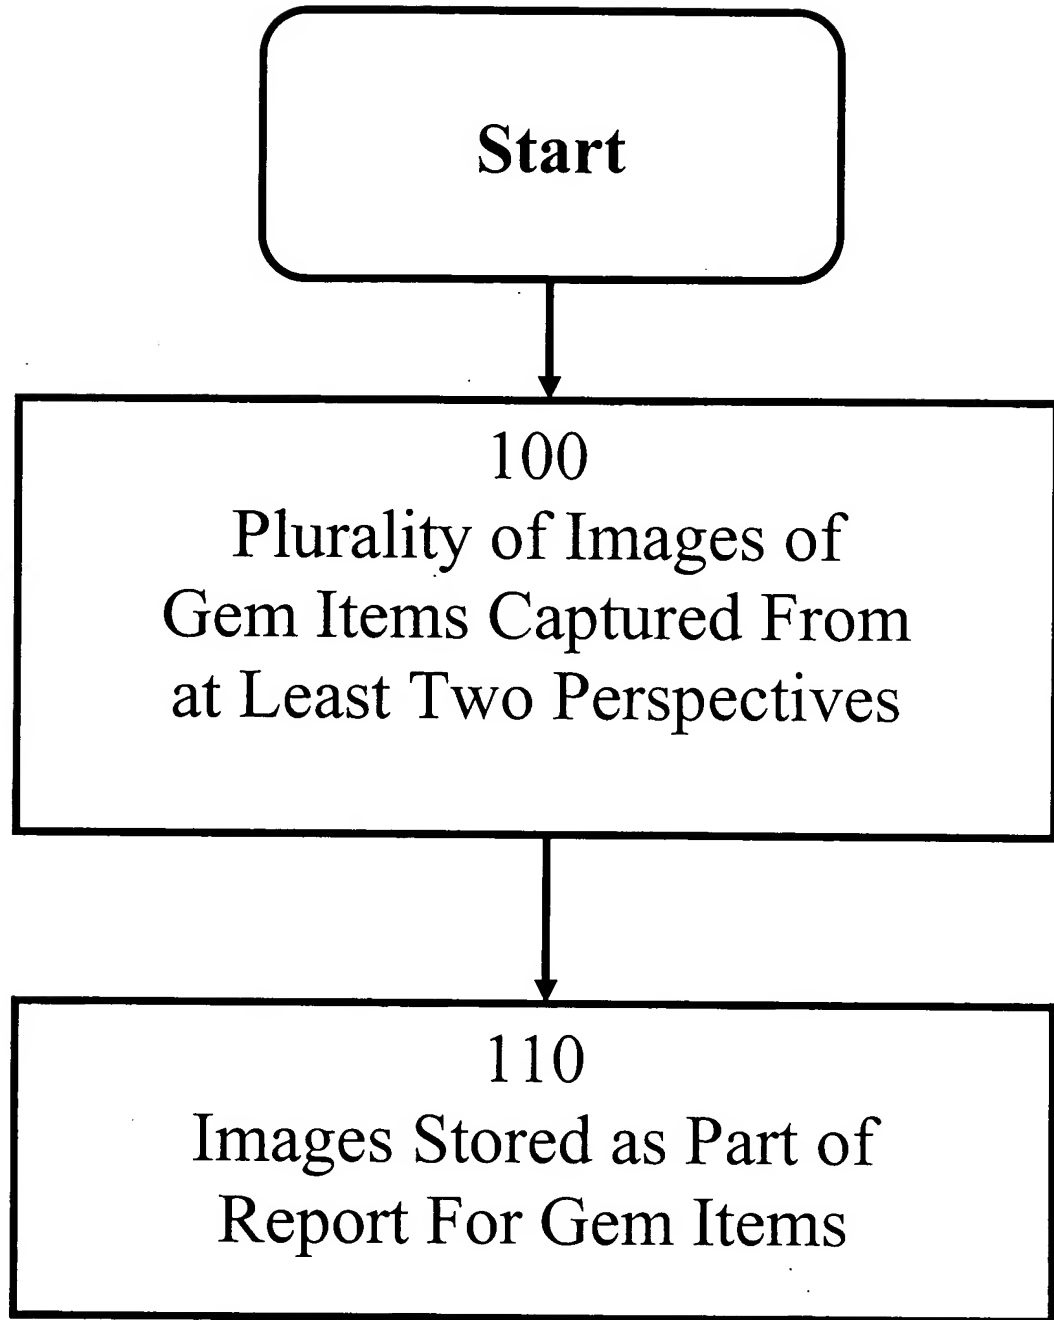 Start
100
Plurality of Images of
Gem Items Captured From
at Least Two Perspectives
110
Images Stored as Part of
Report For Gem Items